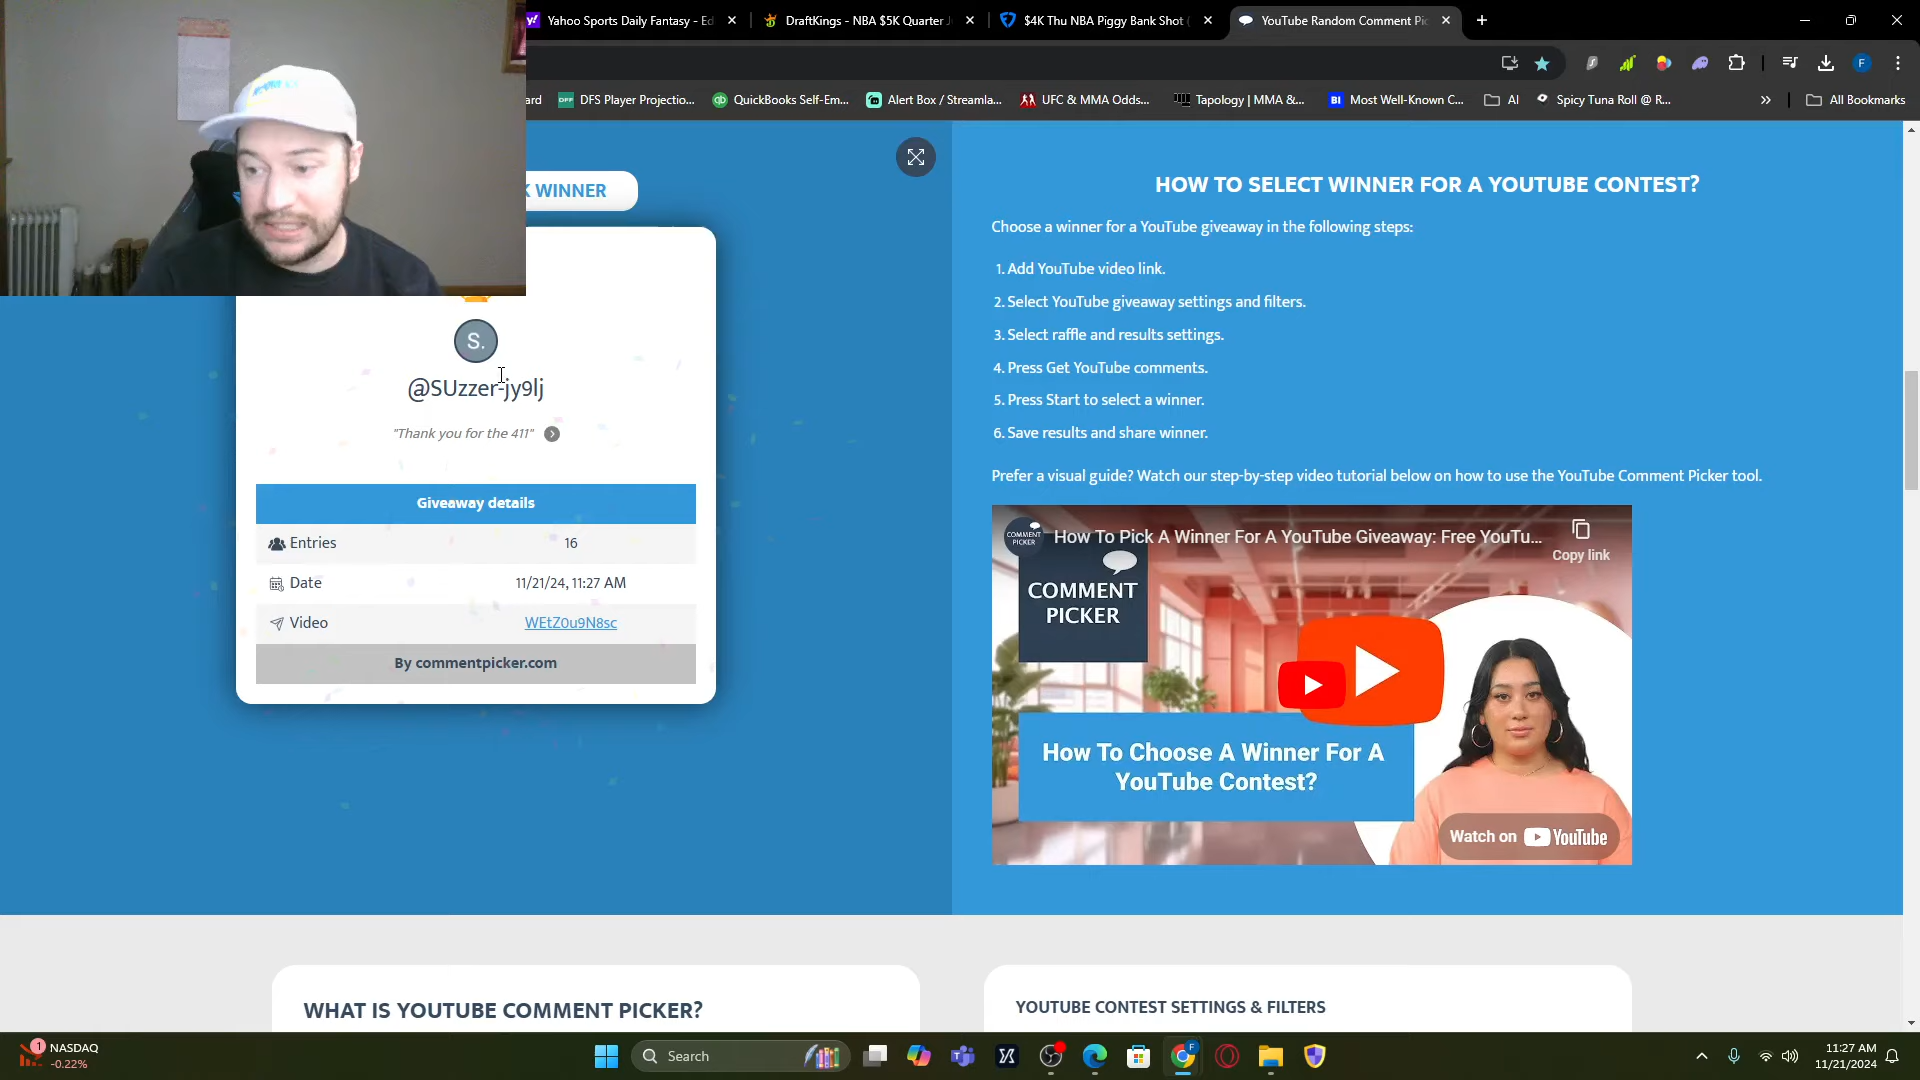 Yahoo Sports Daily Fantasy - Ed
DraftKings - NBA $5K Quarter J
$4K Thu NBA Piggy Bank Shot (
YouTube Random Comment Pic
ard
DFS Player Projectio...
QuickBooks Self-Em...
Alert Box / Streamla...
UFC & MMA Odds...
Tapology | MMA &...
Most Well-Known C...
AI
Spicy Tuna Roll @ R...
All Bookmarks
K WINNER
S.
@SUzzer-jy9lj
"Thank you for the 411"
Giveaway details
Entries 16
Date 11/21/24, 11:27 AM
Video WEtZ0u9N8sc
By commentpicker.com
HOW TO SELECT WINNER FOR A YOUTUBE CONTEST?
Choose a winner for a YouTube giveaway in the following steps:
1. Add YouTube video link.
2. Select YouTube giveaway settings and filters.
3. Select raffle and results settings.
4. Press Get YouTube comments.
5. Press Start to select a winner.
6. Save results and share winner.
Prefer a visual guide? Watch our step-by-step video tutorial below on how to use the YouTube Comment Picker tool.
COMMENT
PICKER
How To Pick A Winner For A YouTube Giveaway: Free YouTu...
Copy link
COMMENT
PICKER
How To Choose A Winner For A
YouTube Contest?
Watch on YouTube
WHAT IS YOUTUBE COMMENT PICKER?
YOUTUBE CONTEST SETTINGS & FILTERS
1
NASDAQ
-0.22%
Search
F
11:27 AM
11/21/2024